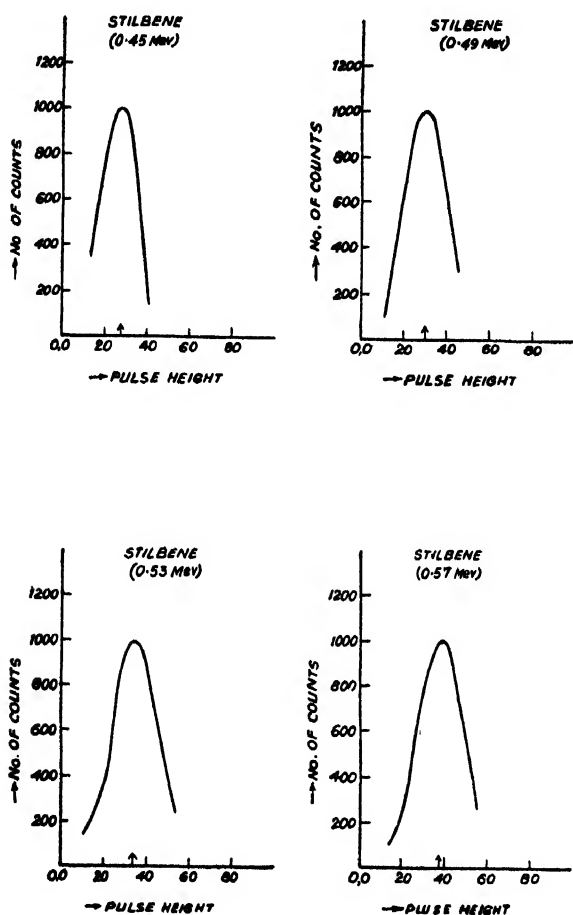 STILBENE
(0.45 Mev)
1200
1000
800
600
400
200
→ No OF COUNTS
0,0 20 40 60 80
→ PULSE HEIGHT
STILBENE
(0.49 Mev)
1200
1000
800
600
400
200
→ No. OF COUNTS
0,0 20 40 60 80
→ PULSE HEIGHT
STILBENE
(0.53 Mev)
1200
1000
800
600
400
200
→ No. OF COUNTS
0,0 20 40 60 80
→ PULSE HEIGHT
STILBENE
(0.57 Mev)
1200
1000
800
600
400
200
→ No. OF COUNTS
0,0 20 40 60 80
→ PULSE HEIGHT